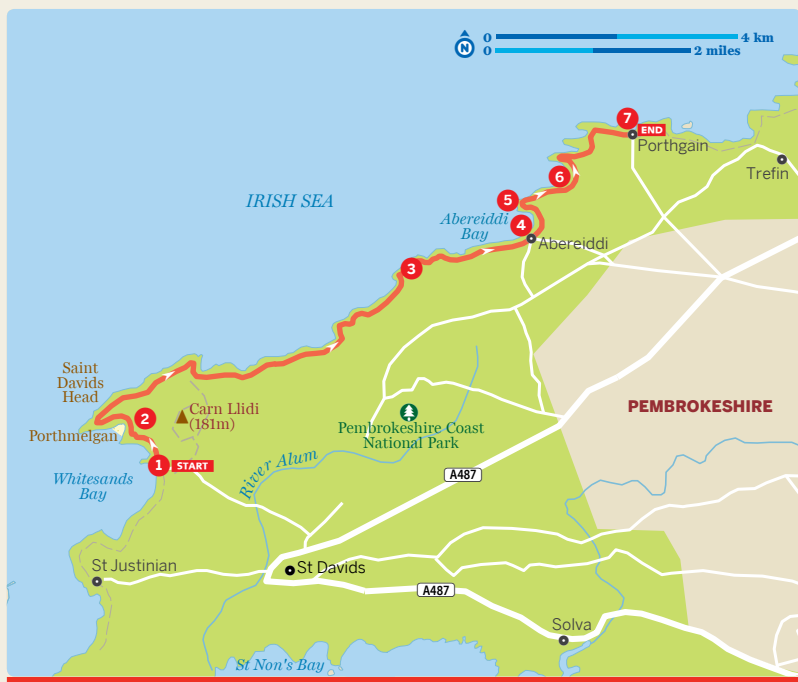 N
0
4 km
0
2 miles
7
END
Porthgain
Trefin
6
5
IRISH SEA
Abereiddi
Bay
4
Abereiddi
3
Saint
Davids
Head
2
Carn Llidi
(181m)
Porthmelgan
PEMBROKESHIRE
Pembrokeshire Coast
National Park
1
START
Whitesands
Bay
River Alum
A487
St Justinian
St Davids
A487
Solva
St Non's Bay